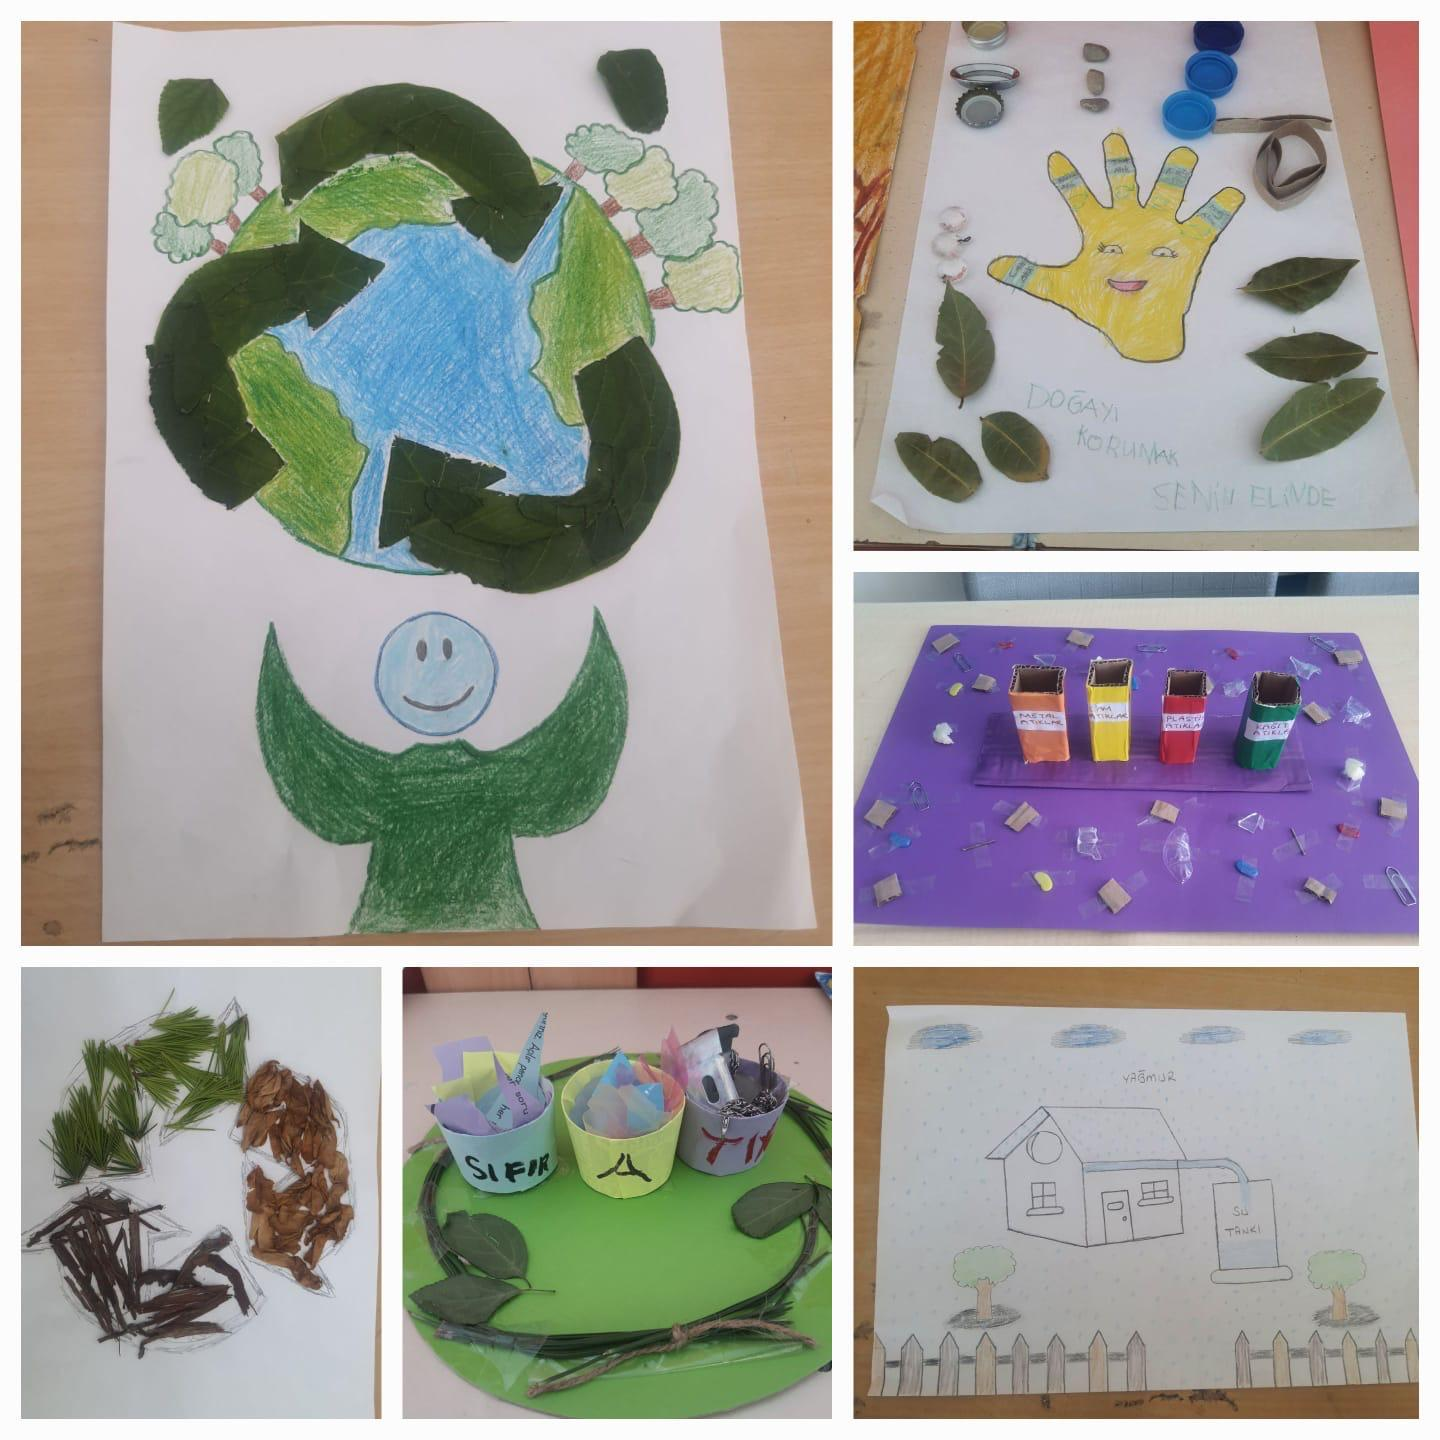 DOĞAYI
KORUMAK
SENİN ELİNDE
METAL
ATIKLAR
CAM
ATIKLAR
PLASTİK
ATIKLAR
KAĞIT
ATIKLAR
SIFIR
A
TIK
YAĞMUR
SU
TANKI